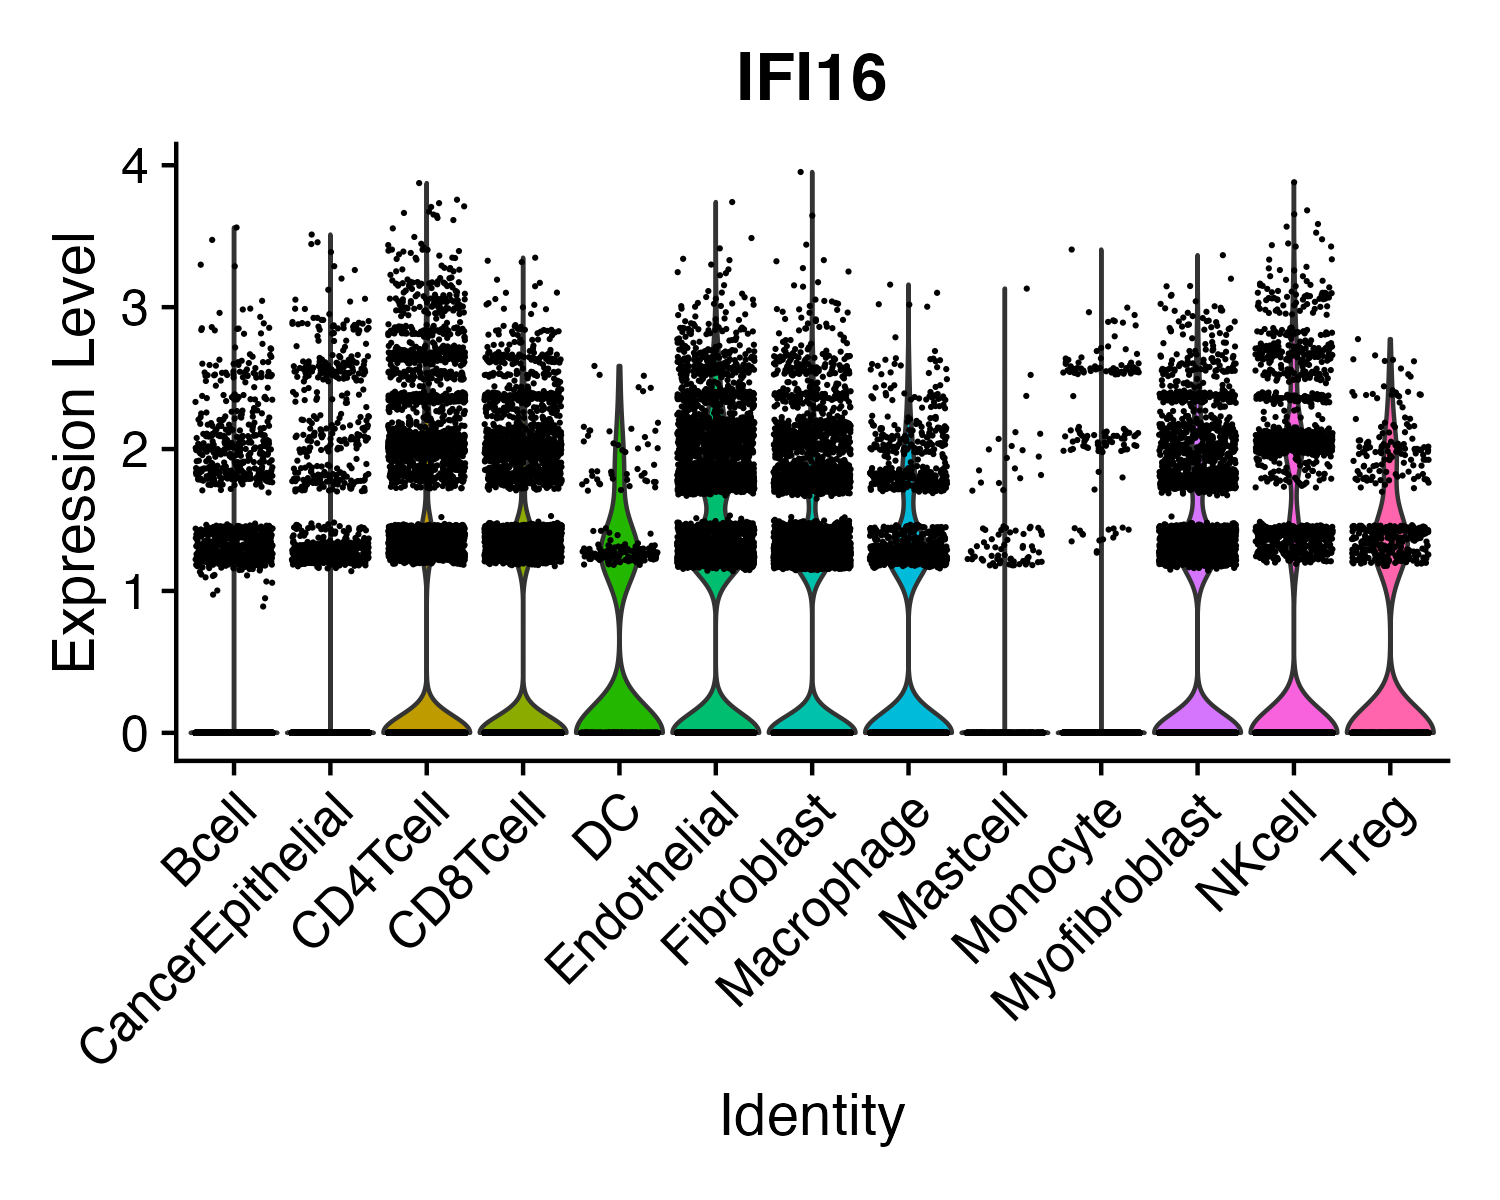 IFI16
Expression Level
4
3
2
1
0
Bcell
CancerEpithelial
CD4Tcell
CD8Tcell
DC
Endothelial
Fibroblast
Macrophage
Mastcell
Monocyte
Myofibroblast
NKcell
Treg
Identity